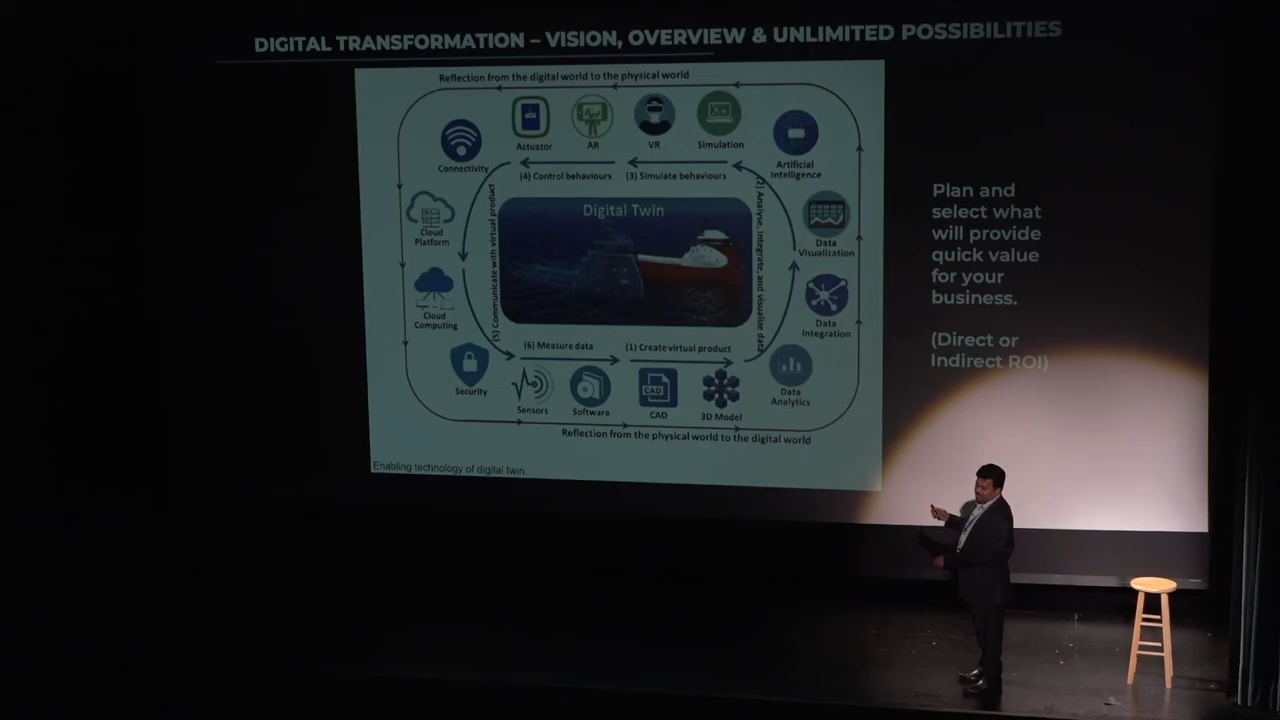 DIGITAL TRANSFORMATION – VISION, OVERVIEW & UNLIMITED POSSIBILITIES
Reflection from the digital world to the physical world
Actuator
AR
VR
Simulation
Connectivity
Artificial
Intelligence
(4) Control behaviours
(3) Simulate behaviours
Cloud
Platform
(5) Communicate with virtual product
Digital Twin
(2) Analyse, integrate, and visualize data
Data
Visualization
Cloud
Computing
Data
Integration
(6) Measure data
(1) Create virtual product
Security
Sensors
Software
CAD
CAD
3D Model
Data
Analytics
Reflection from the physical world to the digital world
Enabling technology of digital twin.
Plan and
select what
will provide
quick value
for your
business.
(Direct or
Indirect ROI)